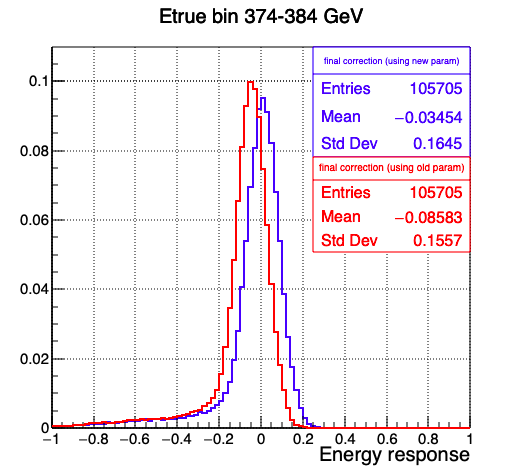 Etrue bin 374-384 GeV
final correction (using new param)
Entries 105705
Mean −0.03454
Std Dev 0.1645
final correction (using old param)
Entries 105705
Mean −0.08583
Std Dev 0.1557
0.1
0.08
0.06
0.04
0.02
0
−1 −0.8 −0.6 −0.4 −0.2 0 0.2 0.4 0.6 0.8 1
Energy response